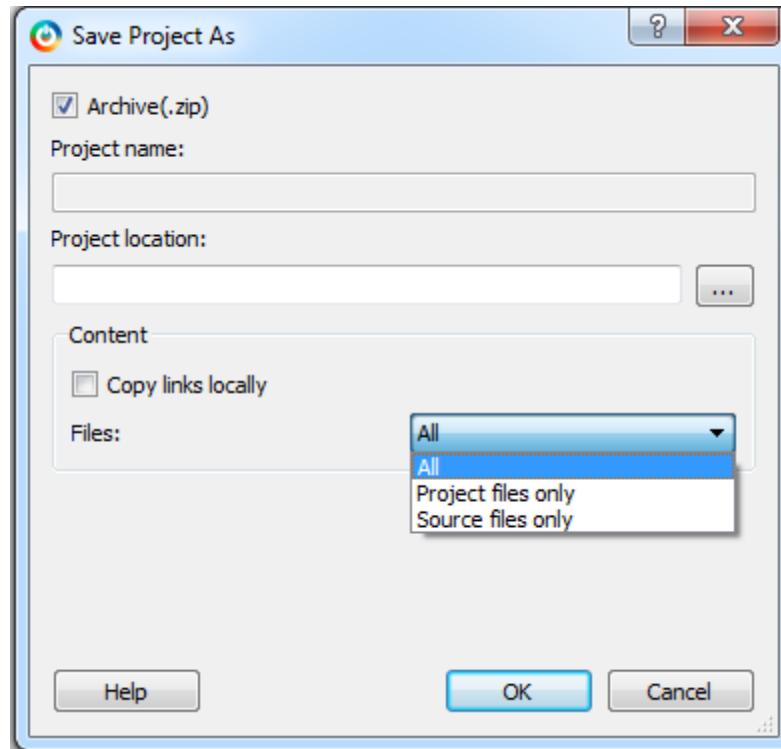 Save Project As
Archive(.zip)
Project name:
Project location:
...
Content
Copy links locally
Files:
All
All
Project files only
Source files only
Help
OK
Cancel